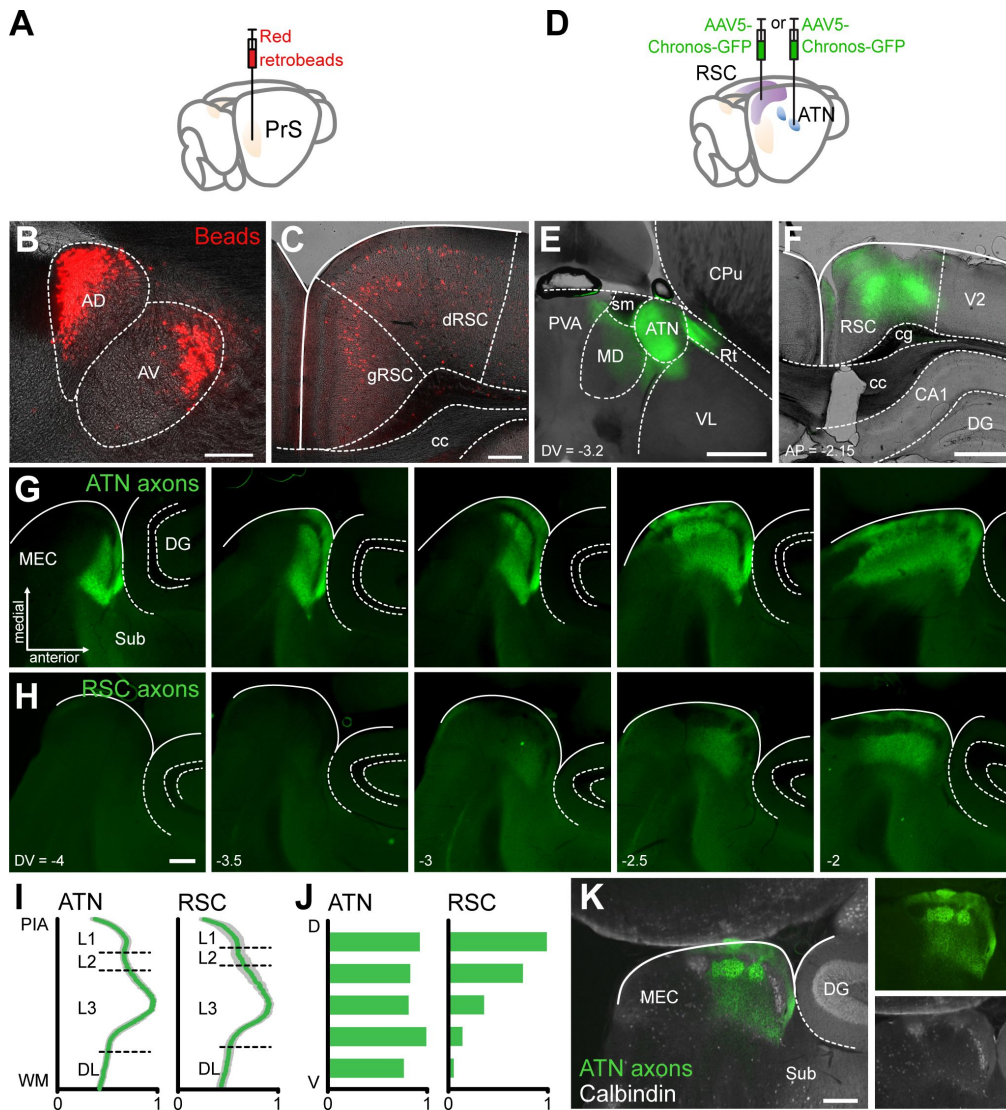 A
Red
retrobeads
PrS
D
AAV5-
Chronos-GFP
or
AAV5-
Chronos-GFP
RSC
ATN
B
Beads
AD
AV
C
dRSC
gRSC
cc
E
CPu
sm
PVA
ATN
MD
Rt
VL
DV = -3.2
F
V2
RSC
cg
cc
CA1
DG
AP = -2.15
G
ATN axons
MEC
DG
medial
anterior
Sub
H
RSC axons
DV = -4
-3.5
-3
-2.5
-2
I
ATN
RSC
PIA
L1
L2
L3
DL
WM
L1
L2
L3
DL
0 1 0 1
J
ATN
RSC
D
V
0 1 0 1
K
MEC
DG
ATN axons
Calbindin
Sub